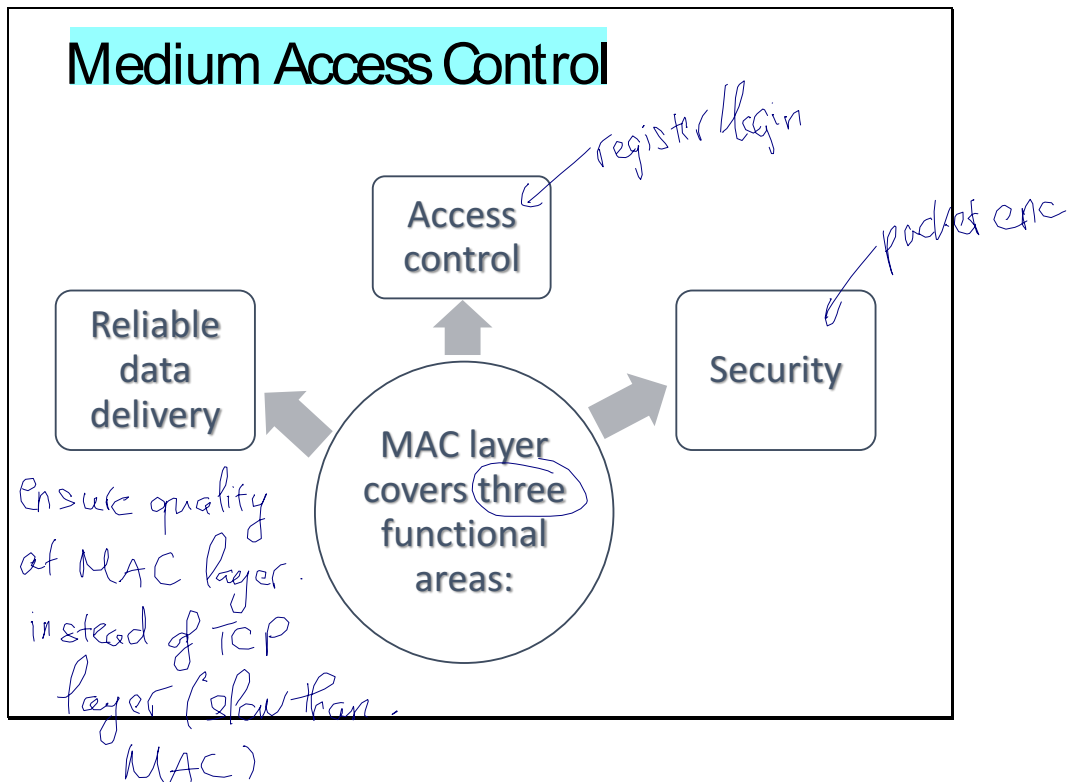 Medium Access Control
register/login
Access
control
packet enc
Reliable
data
delivery
Security
MAC layer
covers three
functional
areas:
ensure quality
at MAC layer.
instead of TCP
layer (slow than.
MAC)